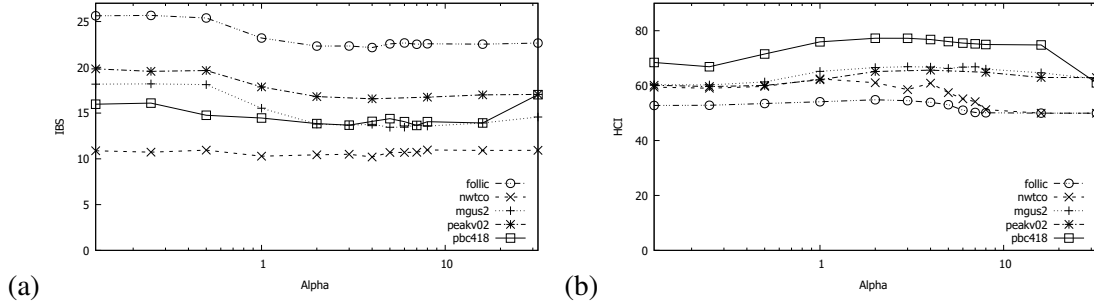 (a)
IBS
25
20
15
10
5
0
follic
nwtco
mgus2
peakv02
pbc418
1
10
Alpha
(b)
HCI
80
60
40
20
0
follic
nwtco
mgus2
peakv02
pbc418
1
10
Alpha